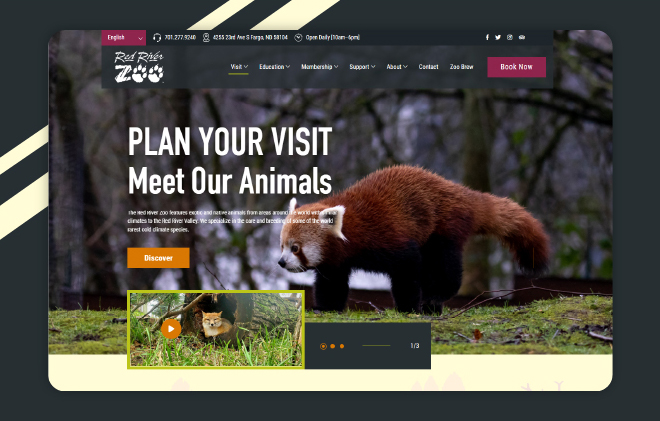 English
701.277.9240
4255 23rd Ave S Fargo, ND 58104
Open Daily [10am-6pm]
Red River
ZOO
Visit
Education
Membership
Support
About
Contact
Zoo Brew
Book Now
PLAN YOUR VISIT
Meet Our Animals
The Red River Zoo features exotic and native animals from areas around the world with similar
climates to the Red River Valley. We specialize in the care and breeding of some of the world
rarest cold climate species.
Discover
1/3